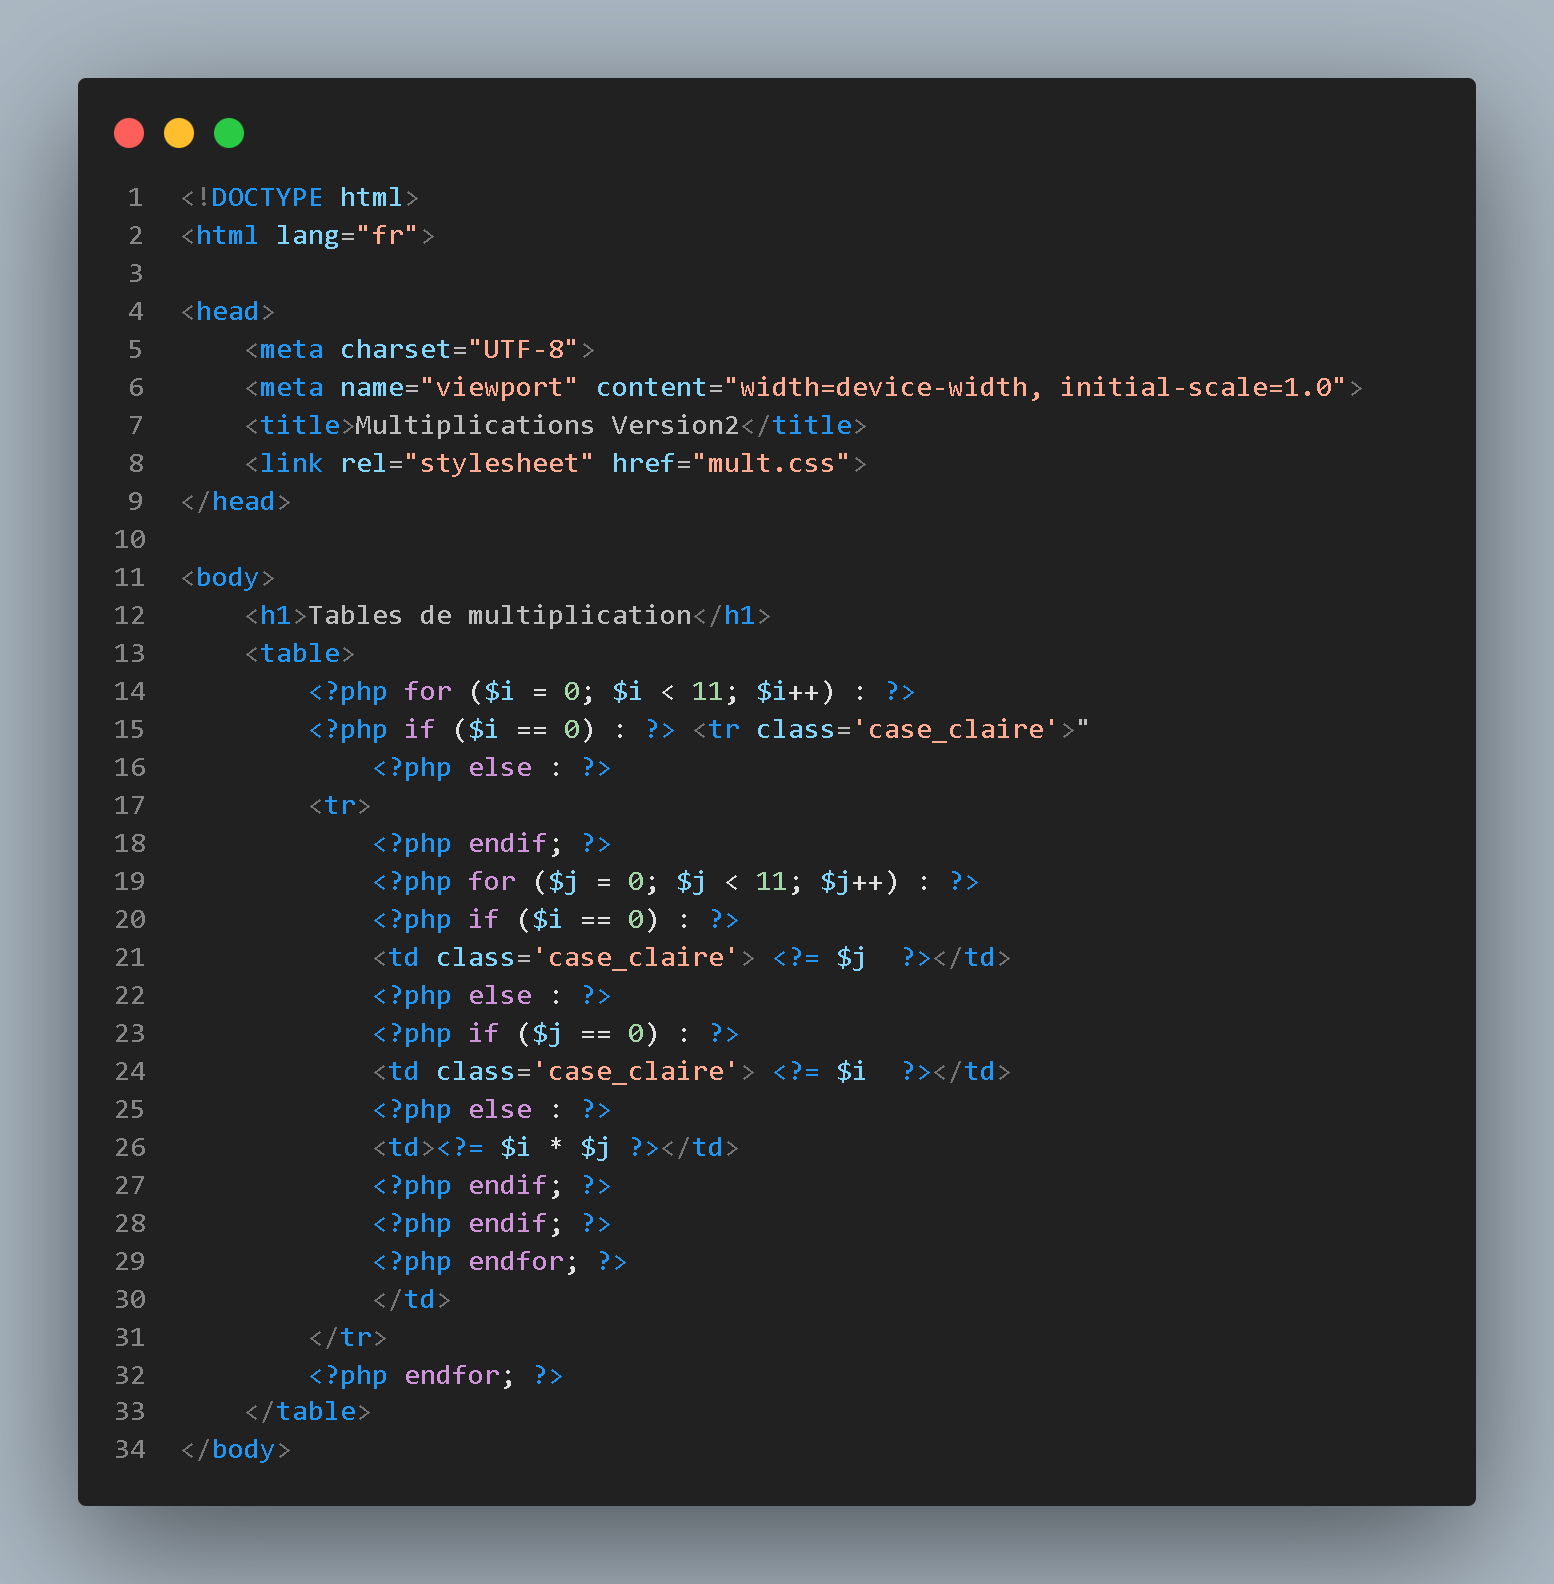 1 <!DOCTYPE html>
2 <html lang="fr">
3
4 <head>
5     <meta charset="UTF-8">
6     <meta name="viewport" content="width=device-width, initial-scale=1.0">
7     <title>Multiplications Version2</title>
8     <link rel="stylesheet" href="mult.css">
9 </head>
10
11 <body>
12     <h1>Tables de multiplication</h1>
13     <table>
14         <?php for ($i = 0; $i < 11; $i++) : ?>
15         <?php if ($i == 0) : ?> <tr class='case_claire'>"
16             <?php else : ?>
17         <tr>
18             <?php endif; ?>
19             <?php for ($j = 0; $j < 11; $j++) : ?>
20             <?php if ($i == 0) : ?>
21             <td class='case_claire'> <?= $j  ?></td>
22             <?php else : ?>
23             <?php if ($j == 0) : ?>
24             <td class='case_claire'> <?= $i  ?></td>
25             <?php else : ?>
26             <td><?= $i * $j ?></td>
27             <?php endif; ?>
28             <?php endif; ?>
29             <?php endfor; ?>
30             </td>
31         </tr>
32         <?php endfor; ?>
33     </table>
34 </body>